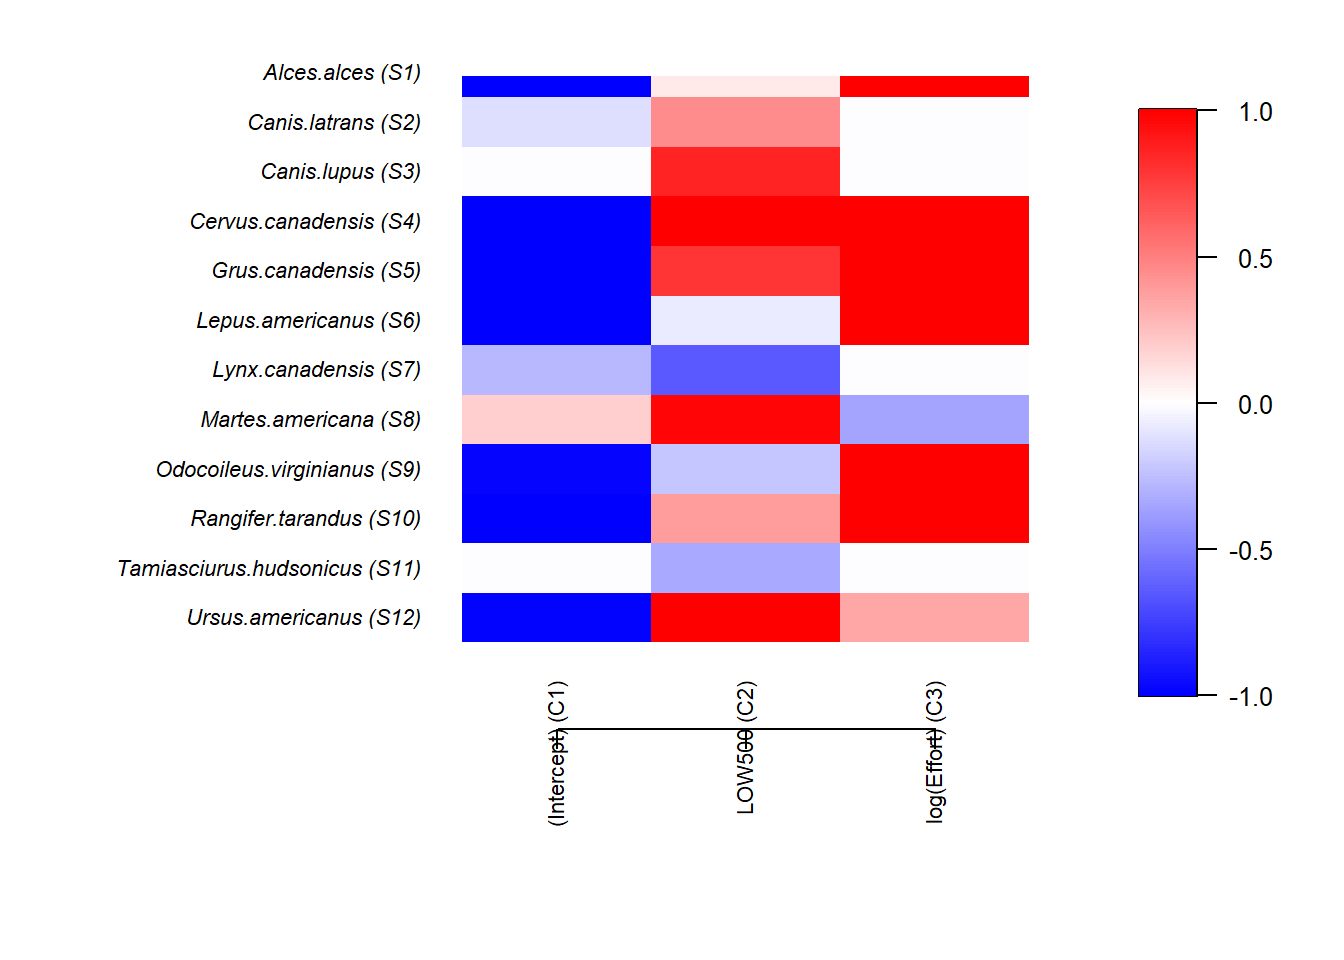 Alces.alces (S1)
Canis.latrans (S2)
Canis.lupus (S3)
Cervus.canadensis (S4)
Grus.canadensis (S5)
Lepus.americanus (S6)
Lynx.canadensis (S7)
Martes.americana (S8)
Odocoileus.virginianus (S9)
Rangifer.tarandus (S10)
Tamiasciurus.hudsonicus (S11)
Ursus.americanus (S12)
(Intercept) (C1)
LOW500 (C2)
log(Effort) (C3)
1.0
0.5
0.0
-0.5
-1.0